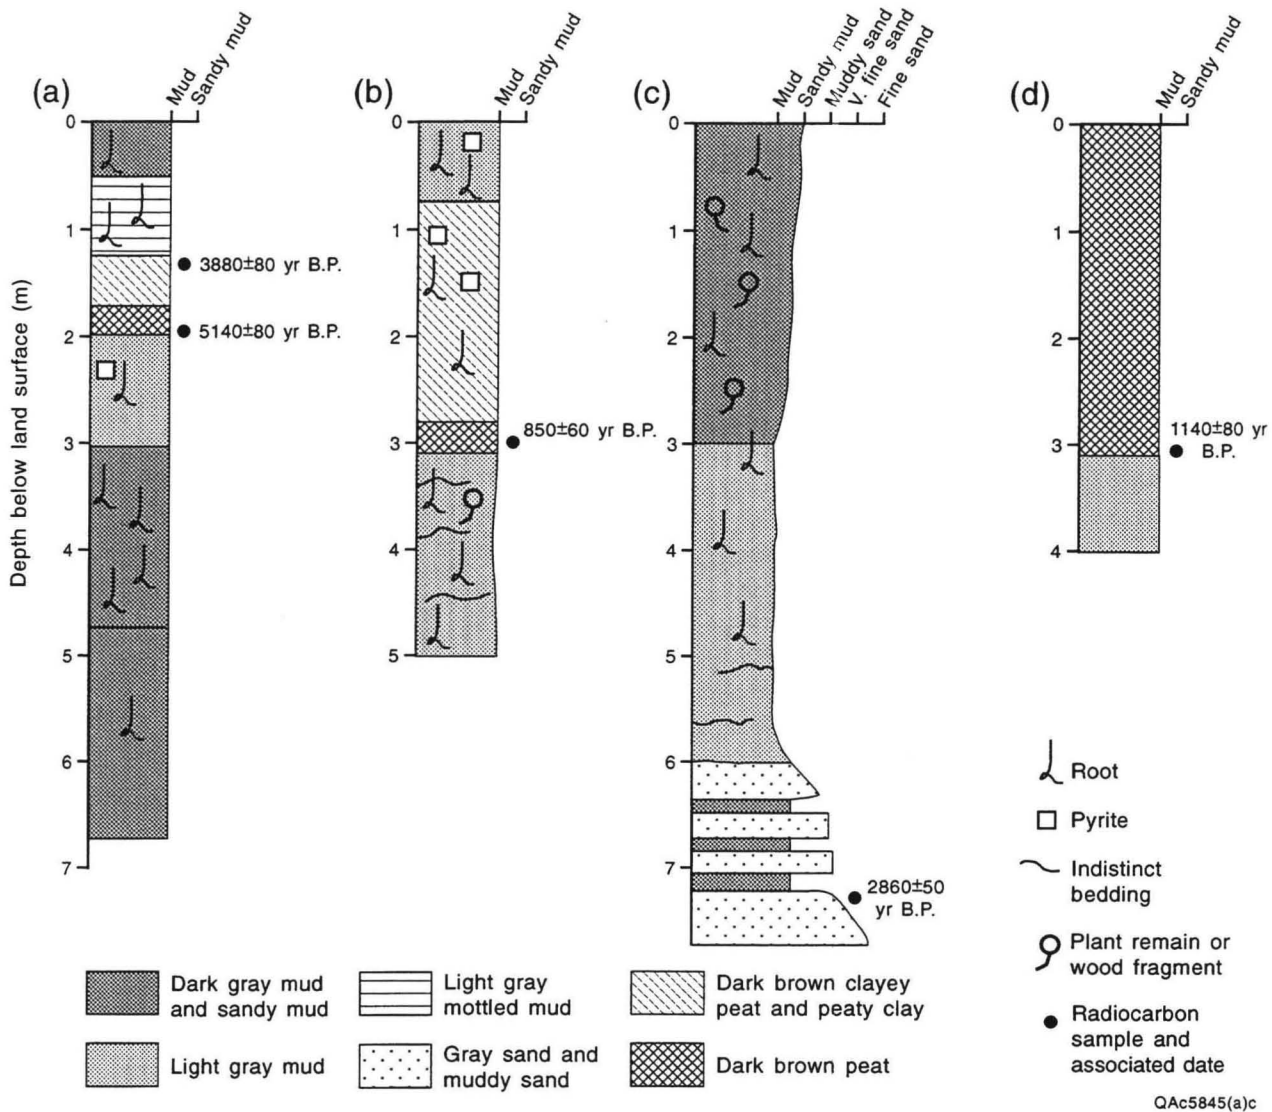 (a)
Mud
Sandy mud
(b)
Mud
Sandy mud
(c)
Mud
Sandy mud
Muddy sand
V. fine sand
Fine sand
(d)
Mud
Sandy mud
Depth below land surface (m)
0
1
2
3
4
5
6
7
3880±80 yr B.P.
5140±80 yr B.P.
0
1
2
3
4
5
850±60 yr B.P.
0
1
2
3
4
5
6
7
2860±50
yr B.P.
0
1
2
3
4
1140±80 yr
B.P.
Root
Pyrite
Indistinct
bedding
Plant remain or
wood fragment
Radiocarbon
sample and
associated date
Dark gray mud
and sandy mud
Light gray
mottled mud
Dark brown clayey
peat and peaty clay
Light gray mud
Gray sand and
muddy sand
Dark brown peat
QAc5845(a)c